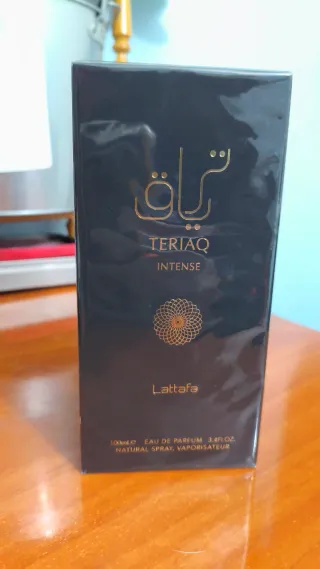 ترياق
TERIAQ
INTENSE
Lattafa
100mL℮ EAU DE PARFUM 3.4FL.OZ.
NATURAL SPRAY, VAPORISATEUR